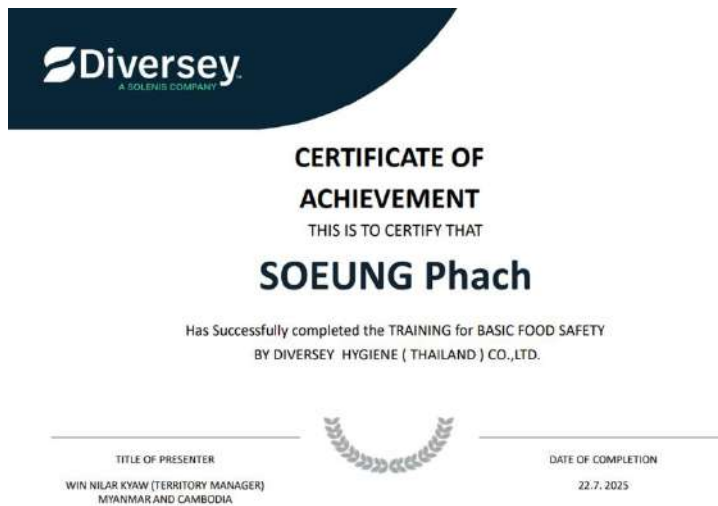 Diversey
A SOLENIS COMPANY
CERTIFICATE OF
ACHIEVEMENT
THIS IS TO CERTIFY THAT
SOEUNG Phach
Has Successfully completed the TRAINING for BASIC FOOD SAFETY
BY DIVERSEY HYGIENE ( THAILAND ) CO.,LTD.
TITLE OF PRESENTER
WIN NILAR KYAW (TERRITORY MANAGER)
MYANMAR AND CAMBODIA
DATE OF COMPLETION
22.7. 2025